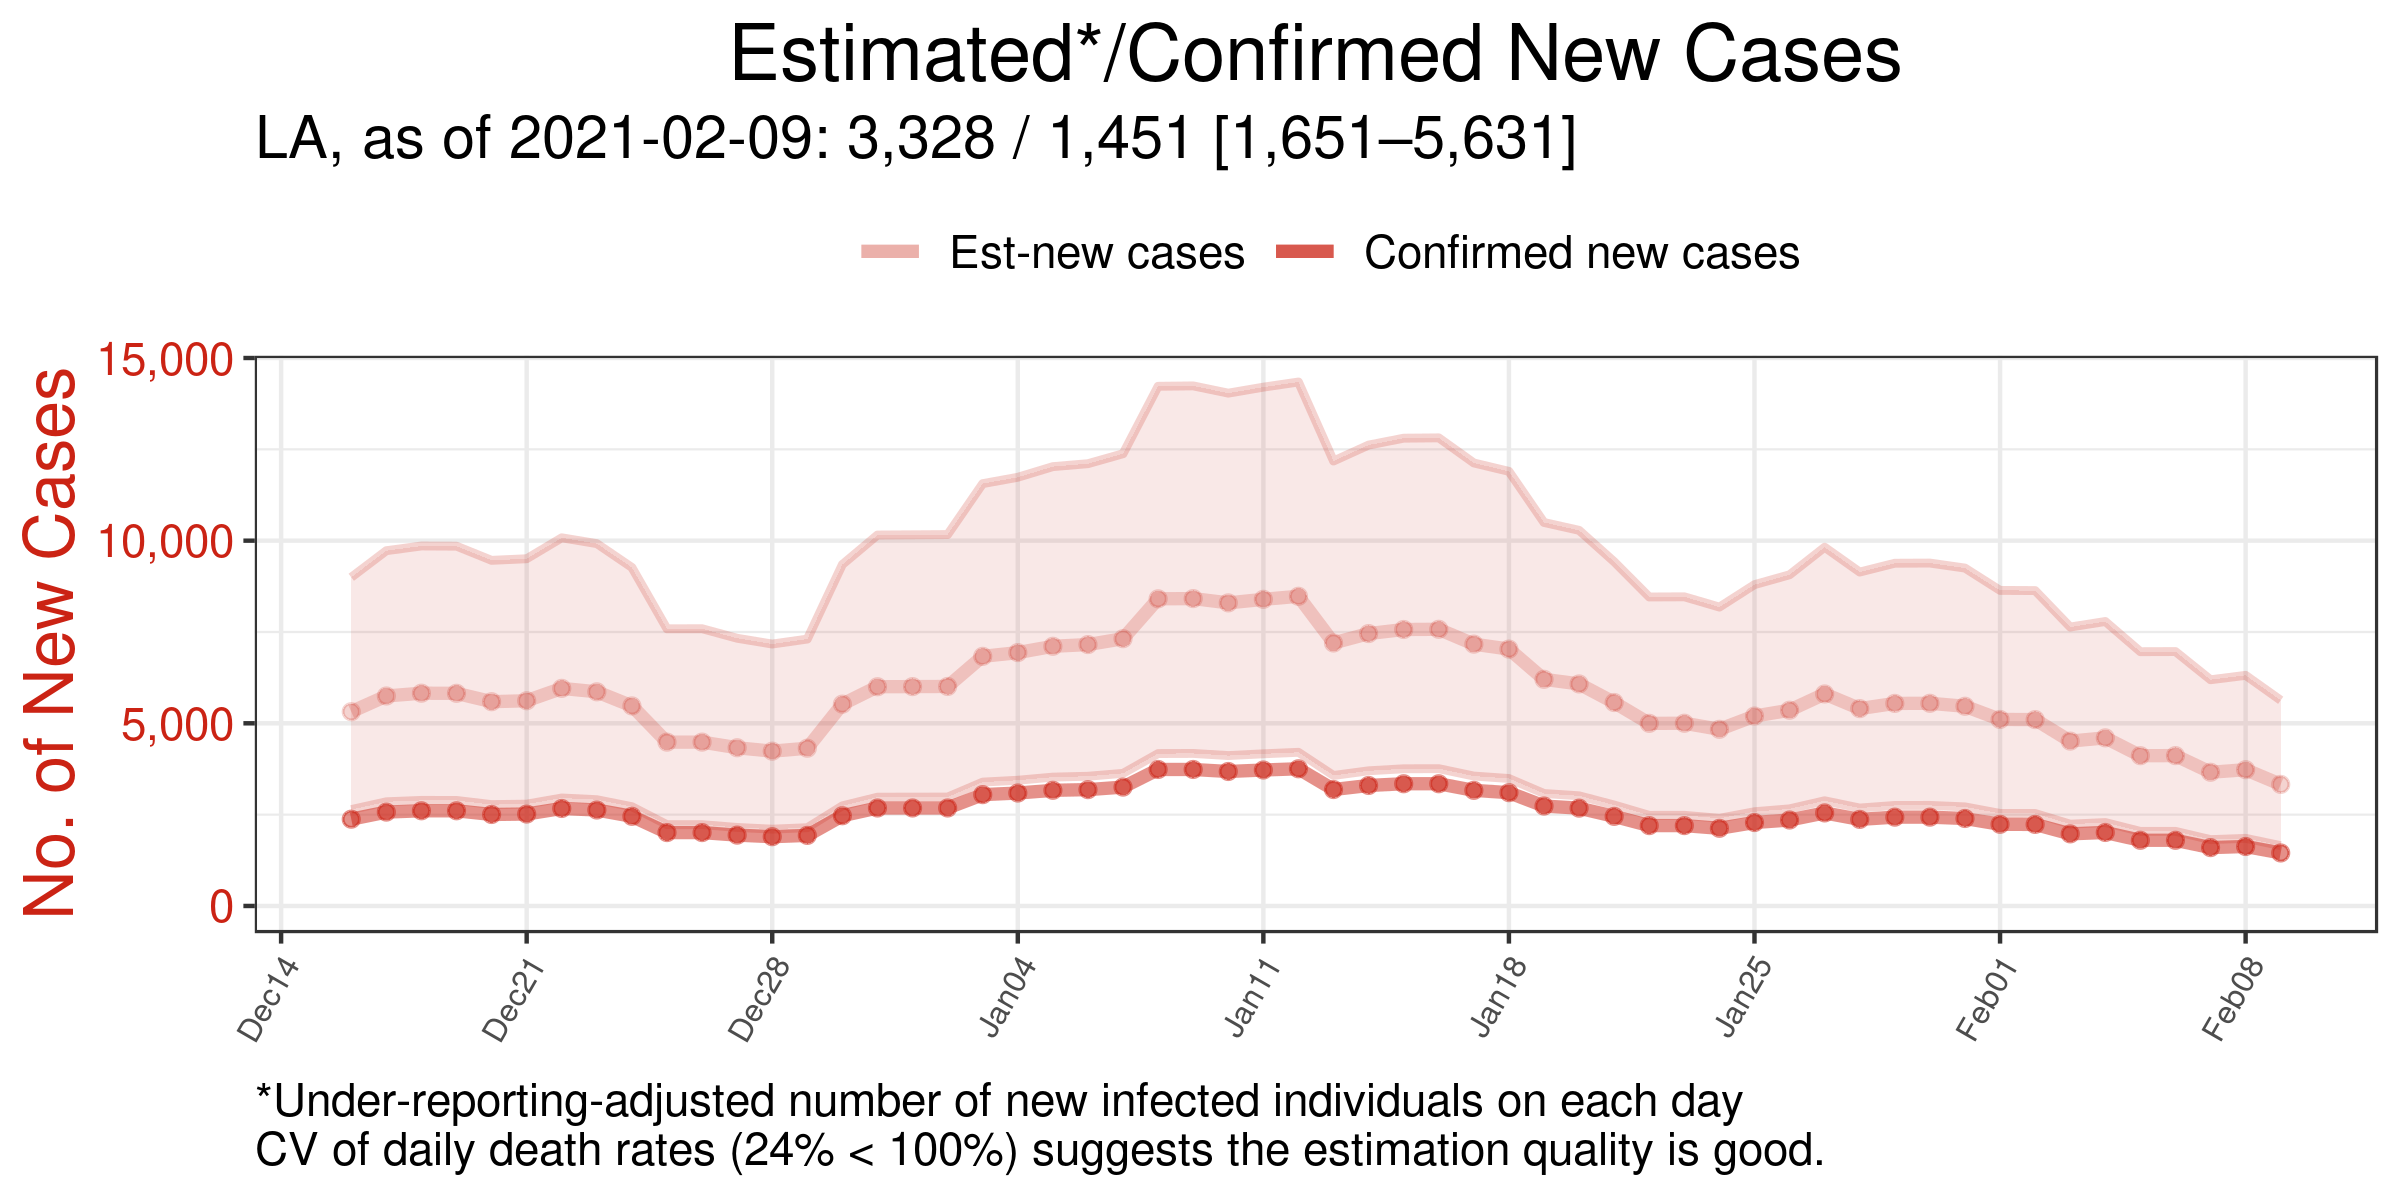 Estimated*/Confirmed New Cases
LA, as of 2021-02-09: 3,328 / 1,451 [1,651–5,631]
Est-new cases Confirmed new cases
No. of New Cases
15,000
10,000
5,000
0
Dec14 Dec21 Dec28 Jan04 Jan11 Jan18 Jan25 Feb01 Feb08
*Under-reporting-adjusted number of new infected individuals on each day
CV of daily death rates (24% < 100%) suggests the estimation quality is good.